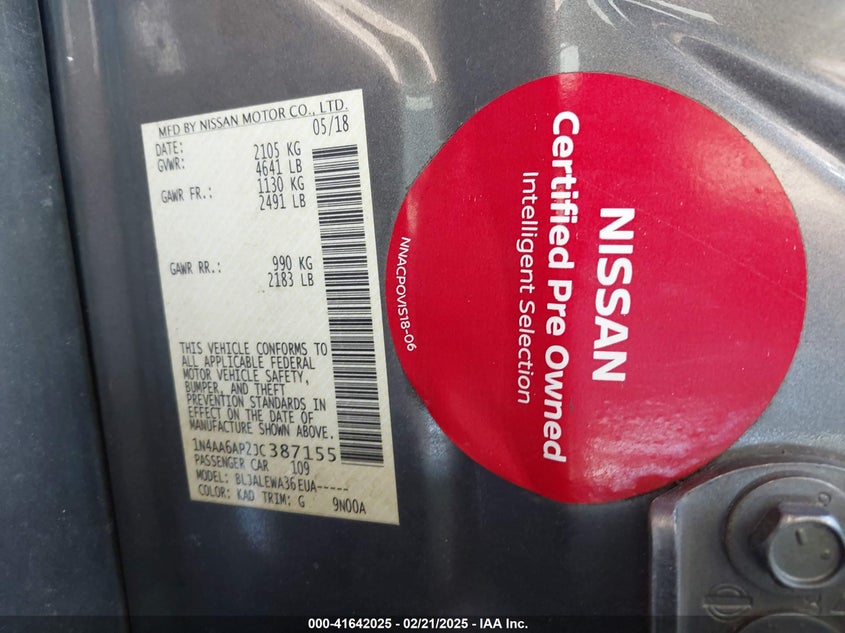 MFD BY NISSAN MOTOR CO., LTD.
DATE: 05/18
GVWR: 2105 KG
4641 LB
GAWR FR.: 1130 KG
2491 LB
GAWR RR.: 990 KG
2183 LB
THIS VEHICLE CONFORMS TO
ALL APPLICABLE FEDERAL
MOTOR VEHICLE SAFETY,
BUMPER, AND THEFT
PREVENTION STANDARDS IN
EFFECT ON THE DATE OF
MANUFACTURE SHOWN ABOVE.
1N4AA6AP2JC387155
PASSENGER CAR 109
MODEL: BLJALEWA36EUA-----
COLOR: KAD TRIM: G 9N00A
NISSAN
Certified Pre Owned
Intelligent Selection
NNACPOVIS18-06
000-41642025 - 02/21/2025 - IAA Inc.